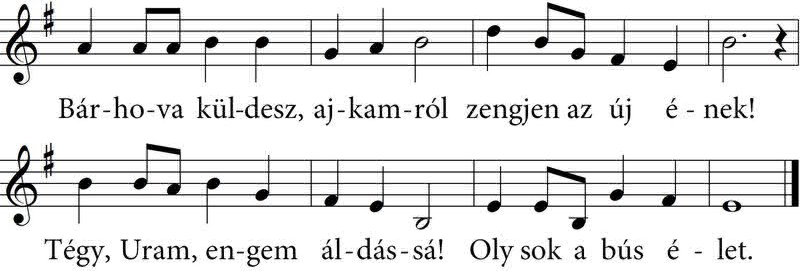 Bár-ho-va kül-desz, aj-kam-ról zengjen az új é - nek!
Tégy, Uram, en-gem ál-dás-sá! Oly sok a bús é - let.